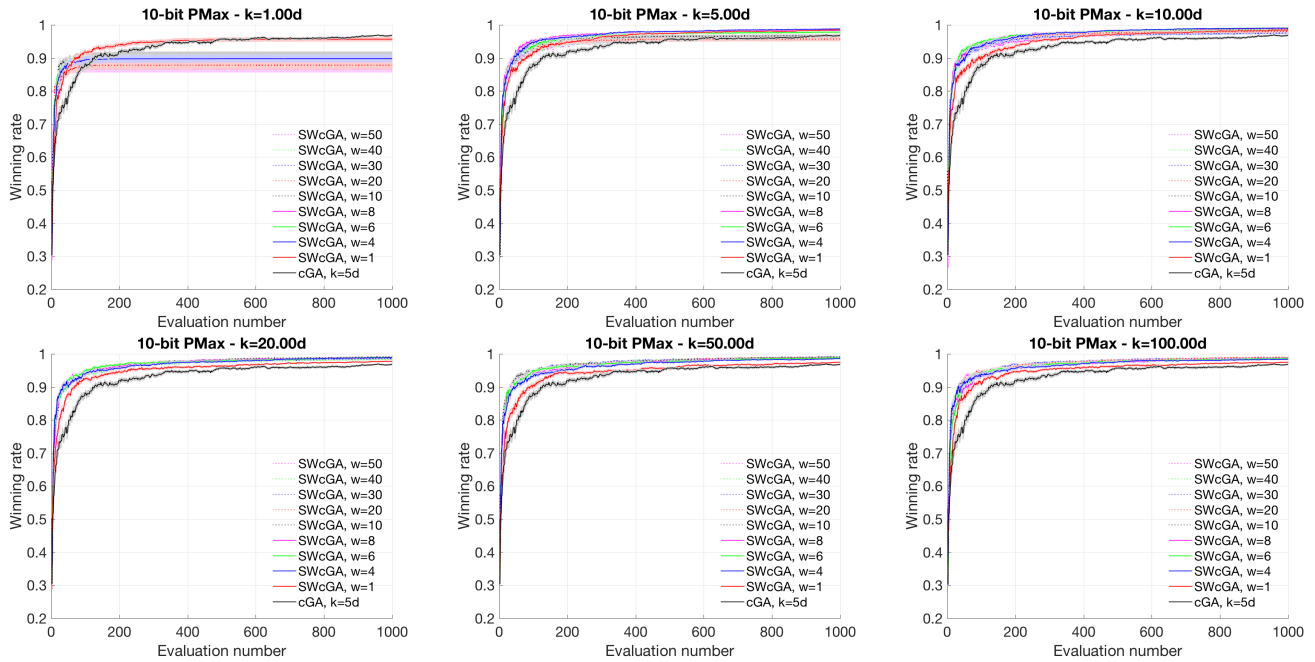 10-bit PMax - k=1.00d
1
0.9
0.8
0.7
0.6
0.5
0.4
0.3
0.2
Winning rate
SWcGA, w=50
SWcGA, w=40
SWcGA, w=30
SWcGA, w=20
SWcGA, w=10
SWcGA, w=8
SWcGA, w=6
SWcGA, w=4
SWcGA, w=1
cGA, k=5d
0 200 400 600 800 1000
Evaluation number
10-bit PMax - k=5.00d
1
0.9
0.8
0.7
0.6
0.5
0.4
0.3
0.2
Winning rate
SWcGA, w=50
SWcGA, w=40
SWcGA, w=30
SWcGA, w=20
SWcGA, w=10
SWcGA, w=8
SWcGA, w=6
SWcGA, w=4
SWcGA, w=1
cGA, k=5d
0 200 400 600 800 1000
Evaluation number
10-bit PMax - k=10.00d
1
0.9
0.8
0.7
0.6
0.5
0.4
0.3
0.2
Winning rate
SWcGA, w=50
SWcGA, w=40
SWcGA, w=30
SWcGA, w=20
SWcGA, w=10
SWcGA, w=8
SWcGA, w=6
SWcGA, w=4
SWcGA, w=1
cGA, k=5d
0 200 400 600 800 1000
Evaluation number
10-bit PMax - k=20.00d
1
0.9
0.8
0.7
0.6
0.5
0.4
0.3
0.2
Winning rate
SWcGA, w=50
SWcGA, w=40
SWcGA, w=30
SWcGA, w=20
SWcGA, w=10
SWcGA, w=8
SWcGA, w=6
SWcGA, w=4
SWcGA, w=1
cGA, k=5d
0 200 400 600 800 1000
Evaluation number
10-bit PMax - k=50.00d
1
0.9
0.8
0.7
0.6
0.5
0.4
0.3
0.2
Winning rate
SWcGA, w=50
SWcGA, w=40
SWcGA, w=30
SWcGA, w=20
SWcGA, w=10
SWcGA, w=8
SWcGA, w=6
SWcGA, w=4
SWcGA, w=1
cGA, k=5d
0 200 400 600 800 1000
Evaluation number
10-bit PMax - k=100.00d
1
0.9
0.8
0.7
0.6
0.5
0.4
0.3
0.2
Winning rate
SWcGA, w=50
SWcGA, w=40
SWcGA, w=30
SWcGA, w=20
SWcGA, w=10
SWcGA, w=8
SWcGA, w=6
SWcGA, w=4
SWcGA, w=1
cGA, k=5d
0 200 400 600 800 1000
Evaluation number